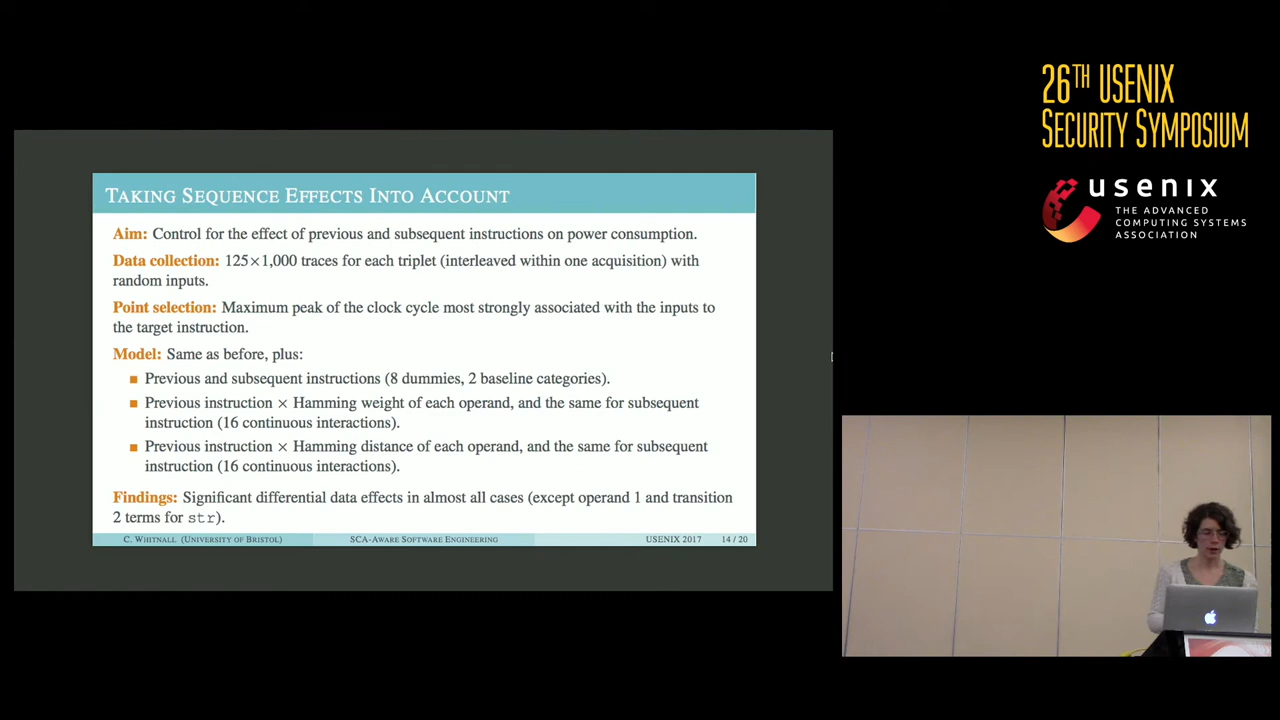 26TH USENIX
SECURITY SYMPOSIUM
usenix
THE ADVANCED
COMPUTING SYSTEMS
ASSOCIATION
TAKING SEQUENCE EFFECTS INTO ACCOUNT
Aim: Control for the effect of previous and subsequent instructions on power consumption.
Data collection: 125×1,000 traces for each triplet (interleaved within one acquisition) with
random inputs.
Point selection: Maximum peak of the clock cycle most strongly associated with the inputs to
the target instruction.
Model: Same as before, plus:
Previous and subsequent instructions (8 dummies, 2 baseline categories).
Previous instruction × Hamming weight of each operand, and the same for subsequent
instruction (16 continuous interactions).
Previous instruction × Hamming distance of each operand, and the same for subsequent
instruction (16 continuous interactions).
Findings: Significant differential data effects in almost all cases (except operand 1 and transition
2 terms for str).
C. WHITNALL (UNIVERSITY OF BRISTOL) SCA-AWARE SOFTWARE ENGINEERING USENIX 2017 14 / 20